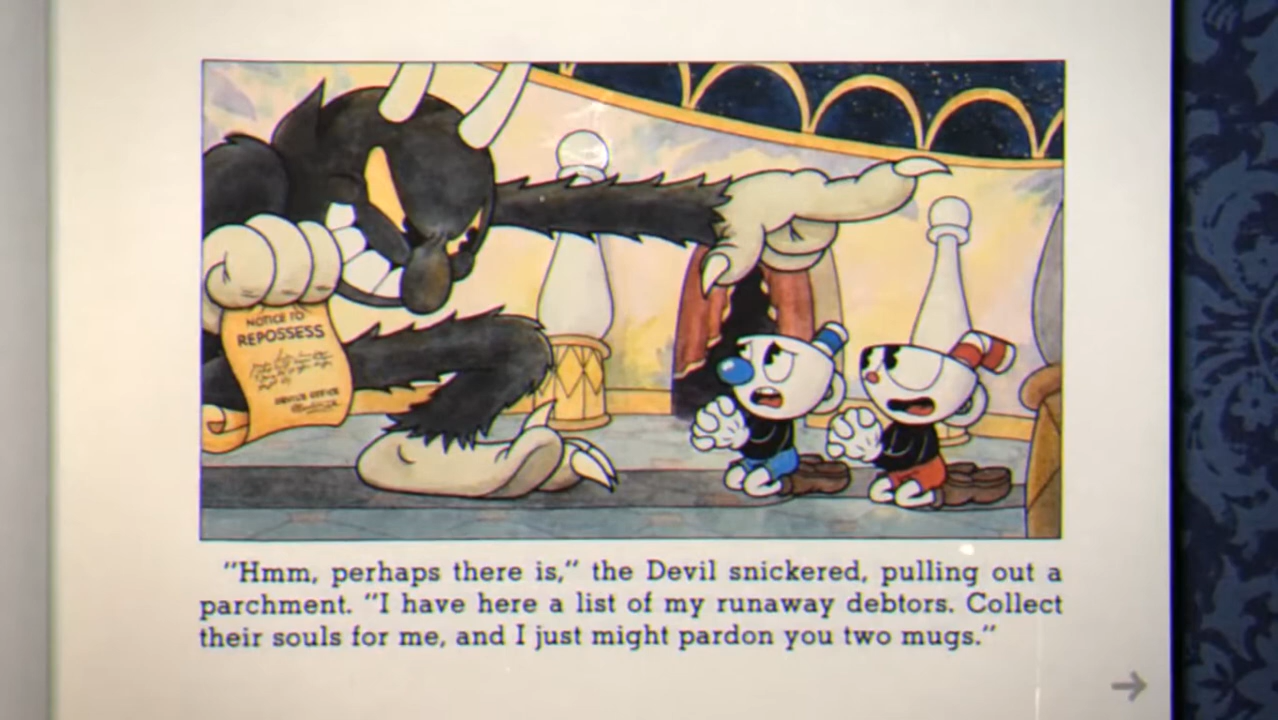 NOTICE TO
REPOSSESS
“Hmm, perhaps there is,” the Devil snickered, pulling out a
parchment. “I have here a list of my runaway debtors. Collect
their souls for me, and I just might pardon you two mugs.”